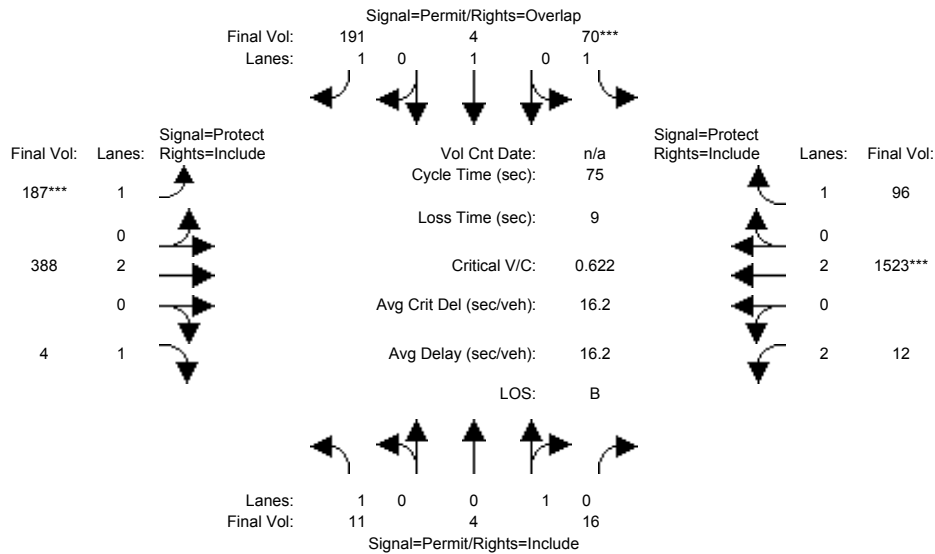 Signal=Permit/Rights=Overlap
Final Vol: 191 4 70***
Lanes: 1 0 1 0 1
Signal=Protect Signal=Protect
Final Vol: Lanes: Rights=Include Vol Cnt Date: n/a Rights=Include Lanes: Final Vol:
Cycle Time (sec): 75
187*** 1 1 96
Loss Time (sec): 9
0 0
388 2 Critical V/C: 0.622 2 1523***
0 Avg Crit Del (sec/veh): 16.2 0
4 1 Avg Delay (sec/veh): 16.2 2 12
LOS: B
Lanes: 1 0 0 1 0
Final Vol: 11 4 16
Signal=Permit/Rights=Include